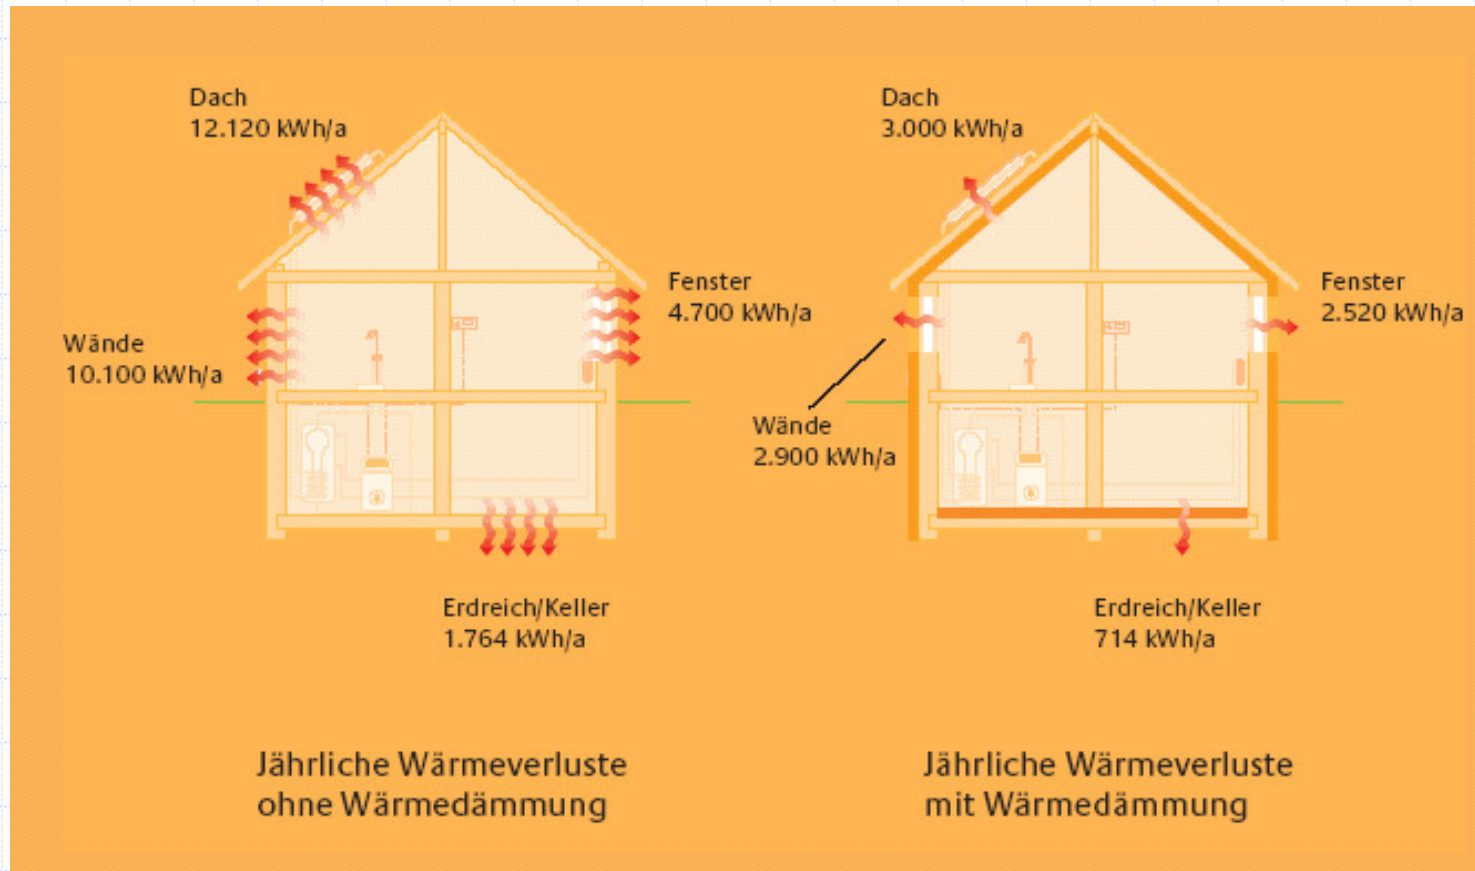 Dach
12.120 kWh/a
Wände
10.100 kWh/a
Fenster
4.700 kWh/a
Erdreich/Keller
1.764 kWh/a
Jährliche Wärmeverluste
ohne Wärmedämmung
Dach
3.000 kWh/a
Fenster
2.520 kWh/a
Wände
2.900 kWh/a
Erdreich/Keller
714 kWh/a
Jährliche Wärmeverluste
mit Wärmedämmung